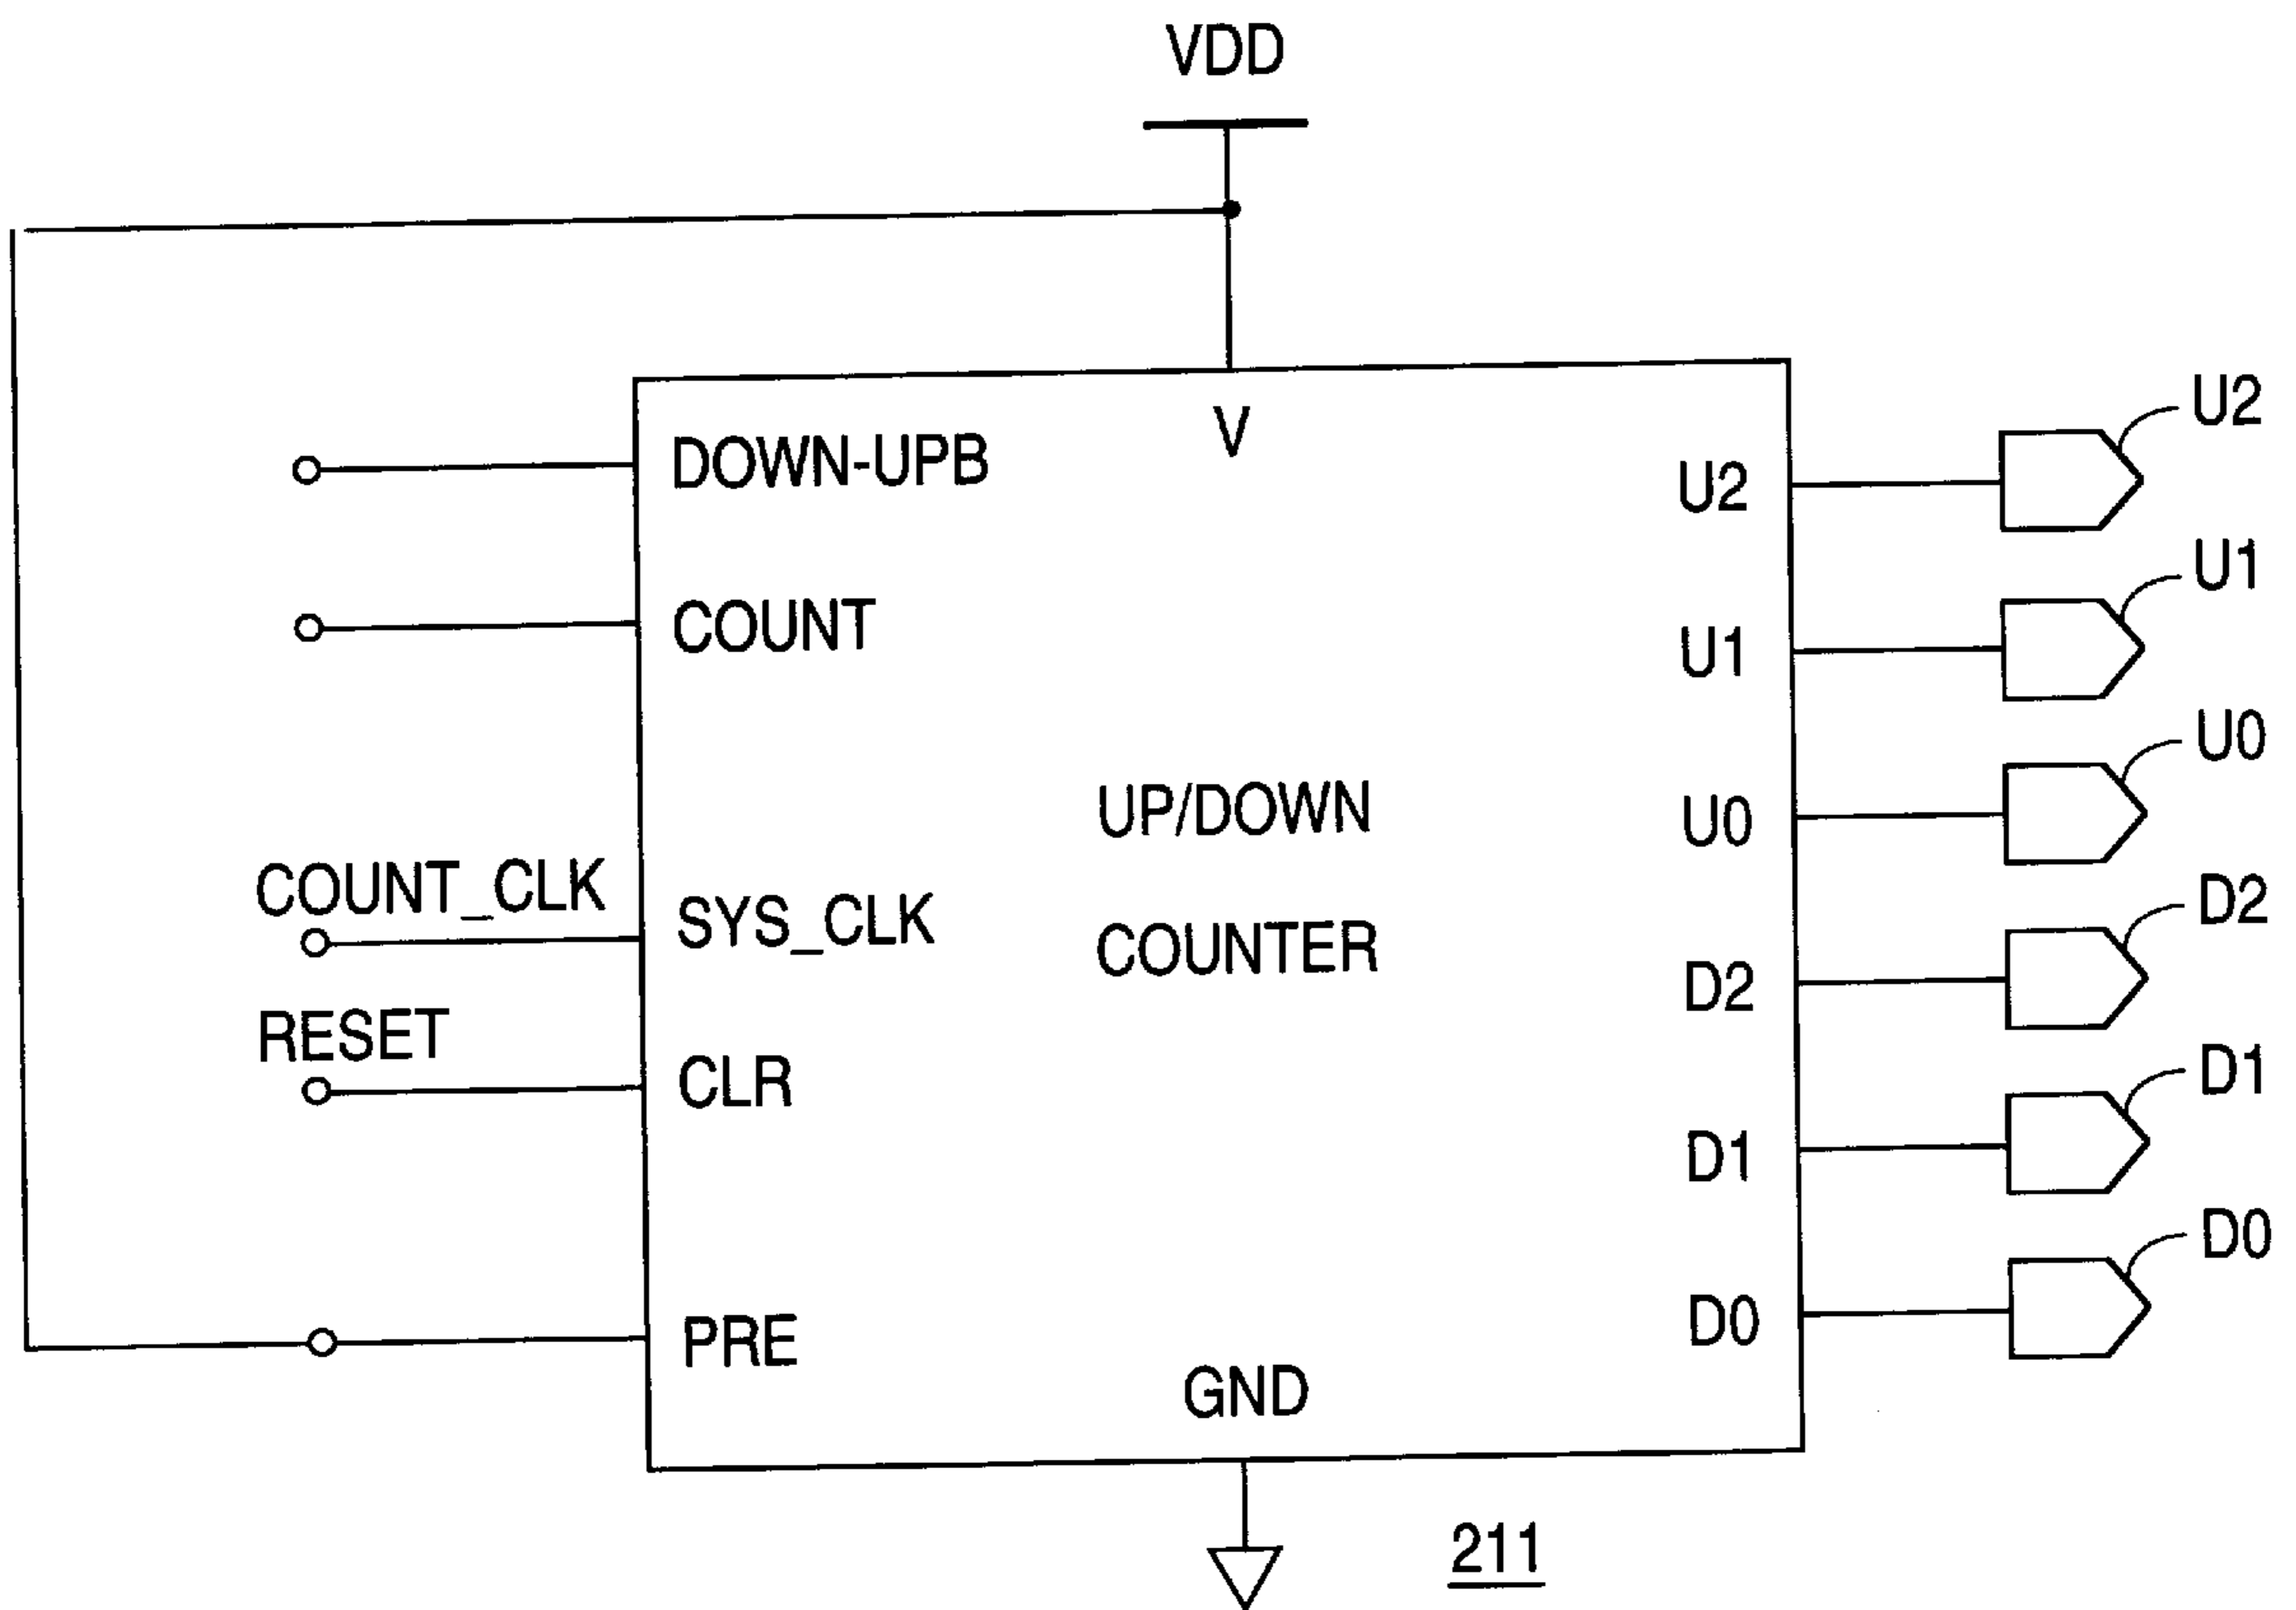 VDD
V
DOWN-UPB
COUNT
COUNT_CLK
SYS_CLK
RESET
CLR
PRE
UP/DOWN
COUNTER
GND
U2
U2
U1
U1
U0
U0
D2
D2
D1
D1
D0
D0
211